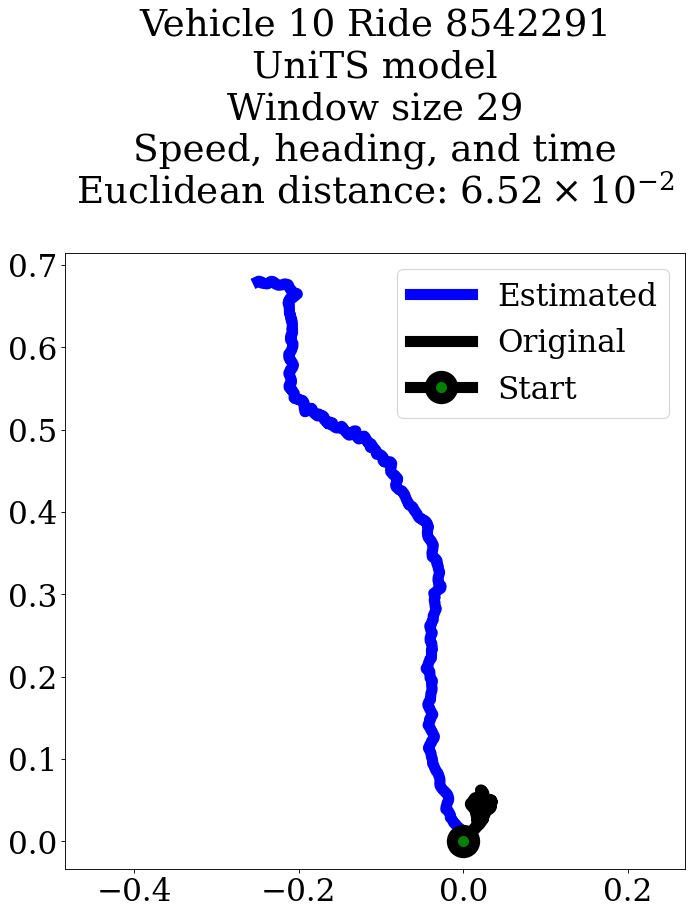 Vehicle 10 Ride 8542291
UniTS model
Window size 29
Speed, heading, and time
Euclidean distance: 6.52 × 10⁻²
Estimated
Original
Start
0.7
0.6
0.5
0.4
0.3
0.2
0.1
0.0
−0.4
−0.2
0.0
0.2